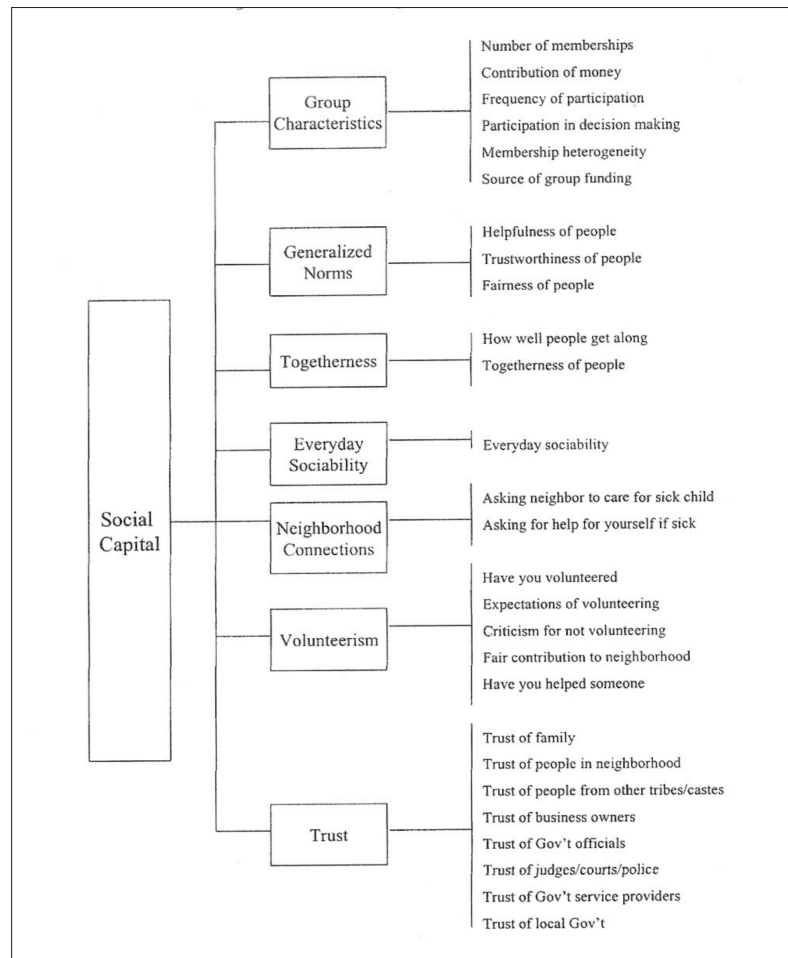 Social
Capital
Group
Characteristics
Number of memberships
Contribution of money
Frequency of participation
Participation in decision making
Membership heterogeneity
Source of group funding
Generalized
Norms
Helpfulness of people
Trustworthiness of people
Fairness of people
Togetherness
How well people get along
Togetherness of people
Everyday
Sociability
Everyday sociability
Neighborhood
Connections
Asking neighbor to care for sick child
Asking for help for yourself if sick
Volunteerism
Have you volunteered
Expectations of volunteering
Criticism for not volunteering
Fair contribution to neighborhood
Have you helped someone
Trust
Trust of family
Trust of people in neighborhood
Trust of people from other tribes/castes
Trust of business owners
Trust of Gov't officials
Trust of judges/courts/police
Trust of Gov't service providers
Trust of local Gov't